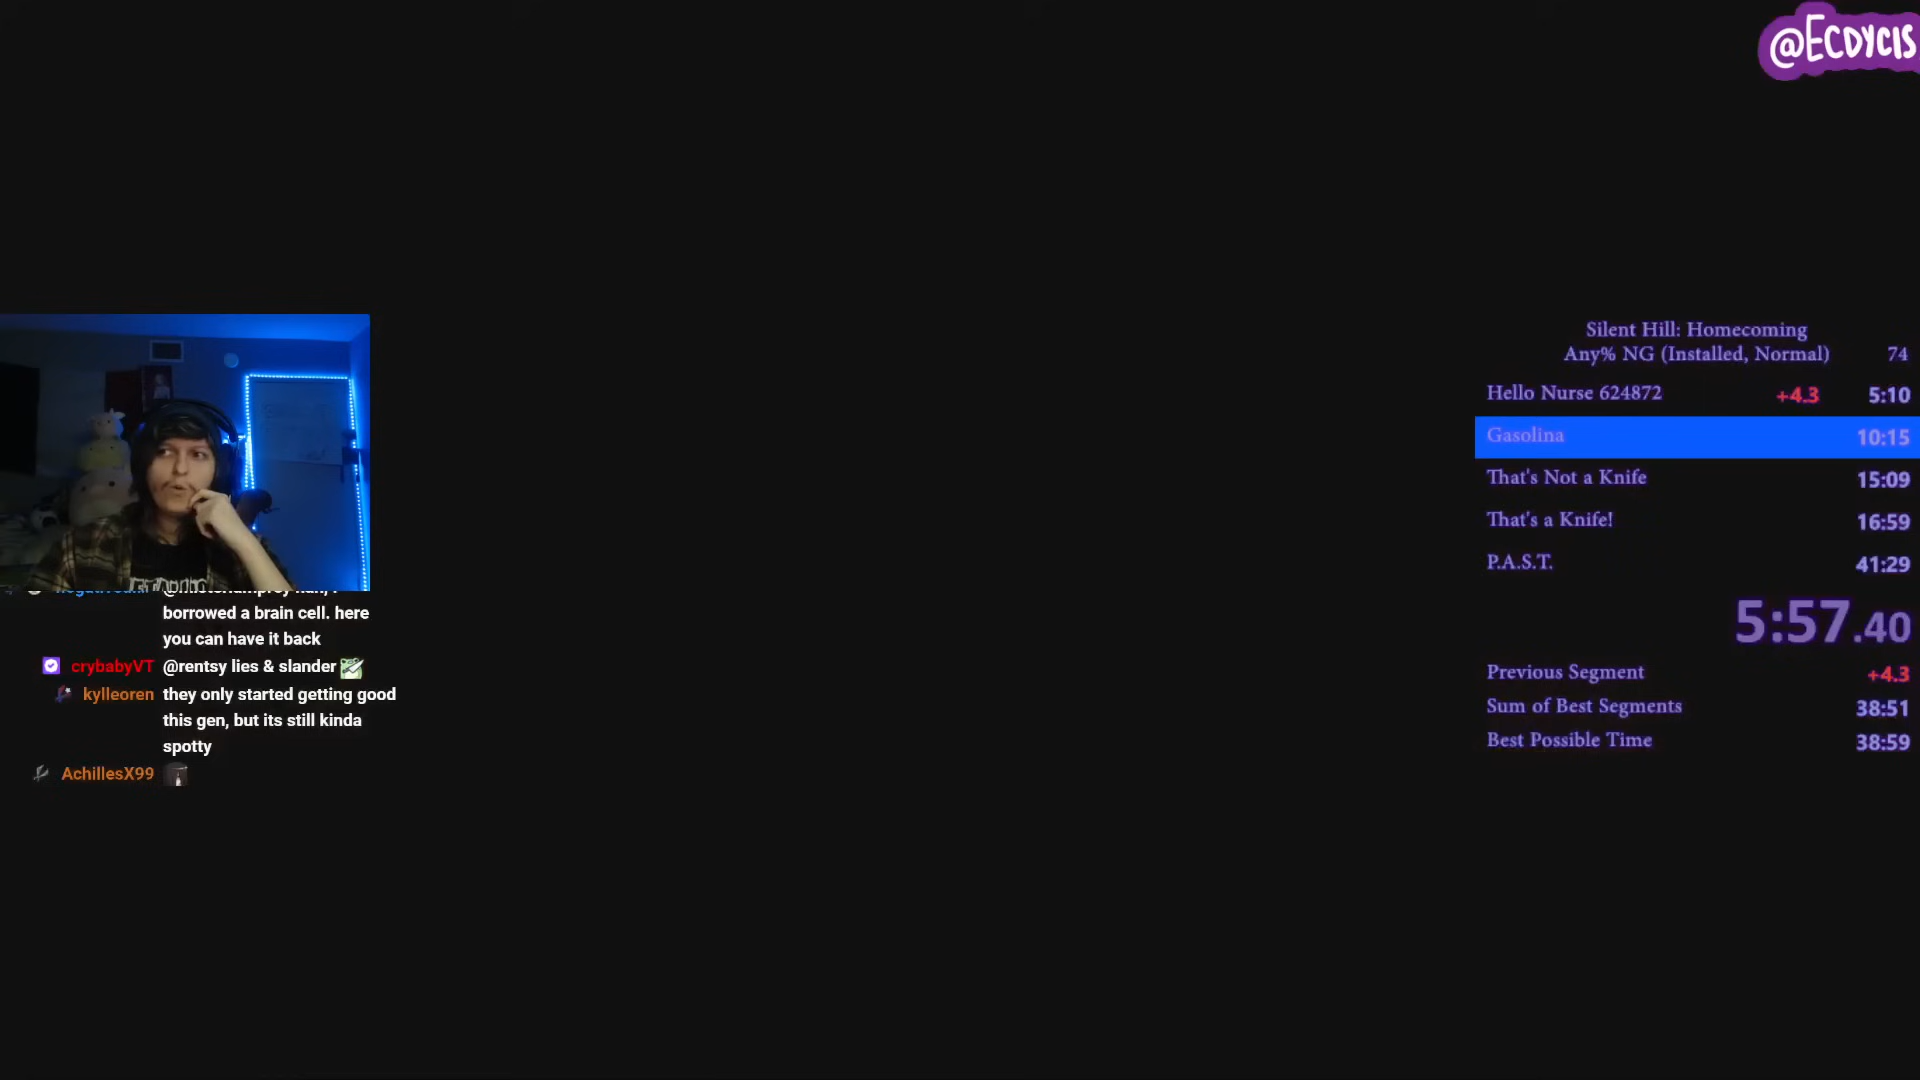 @ECDYCIS
Silent Hill: Homecoming
Any% NG (Installed, Normal) 74
Hello Nurse 624872 +4.3 5:10
Gasolina 10:15
That's Not a Knife 15:09
That's a Knife! 16:59
P.A.S.T. 41:29
5:57.40
Previous Segment +4.3
Sum of Best Segments 38:51
Best Possible Time 38:59
borrowed a brain cell. here
you can have it back
crybabyVT @rentsy lies & slander
kylleoren they only started getting good
this gen, but its still kinda
spotty
AchillesX99